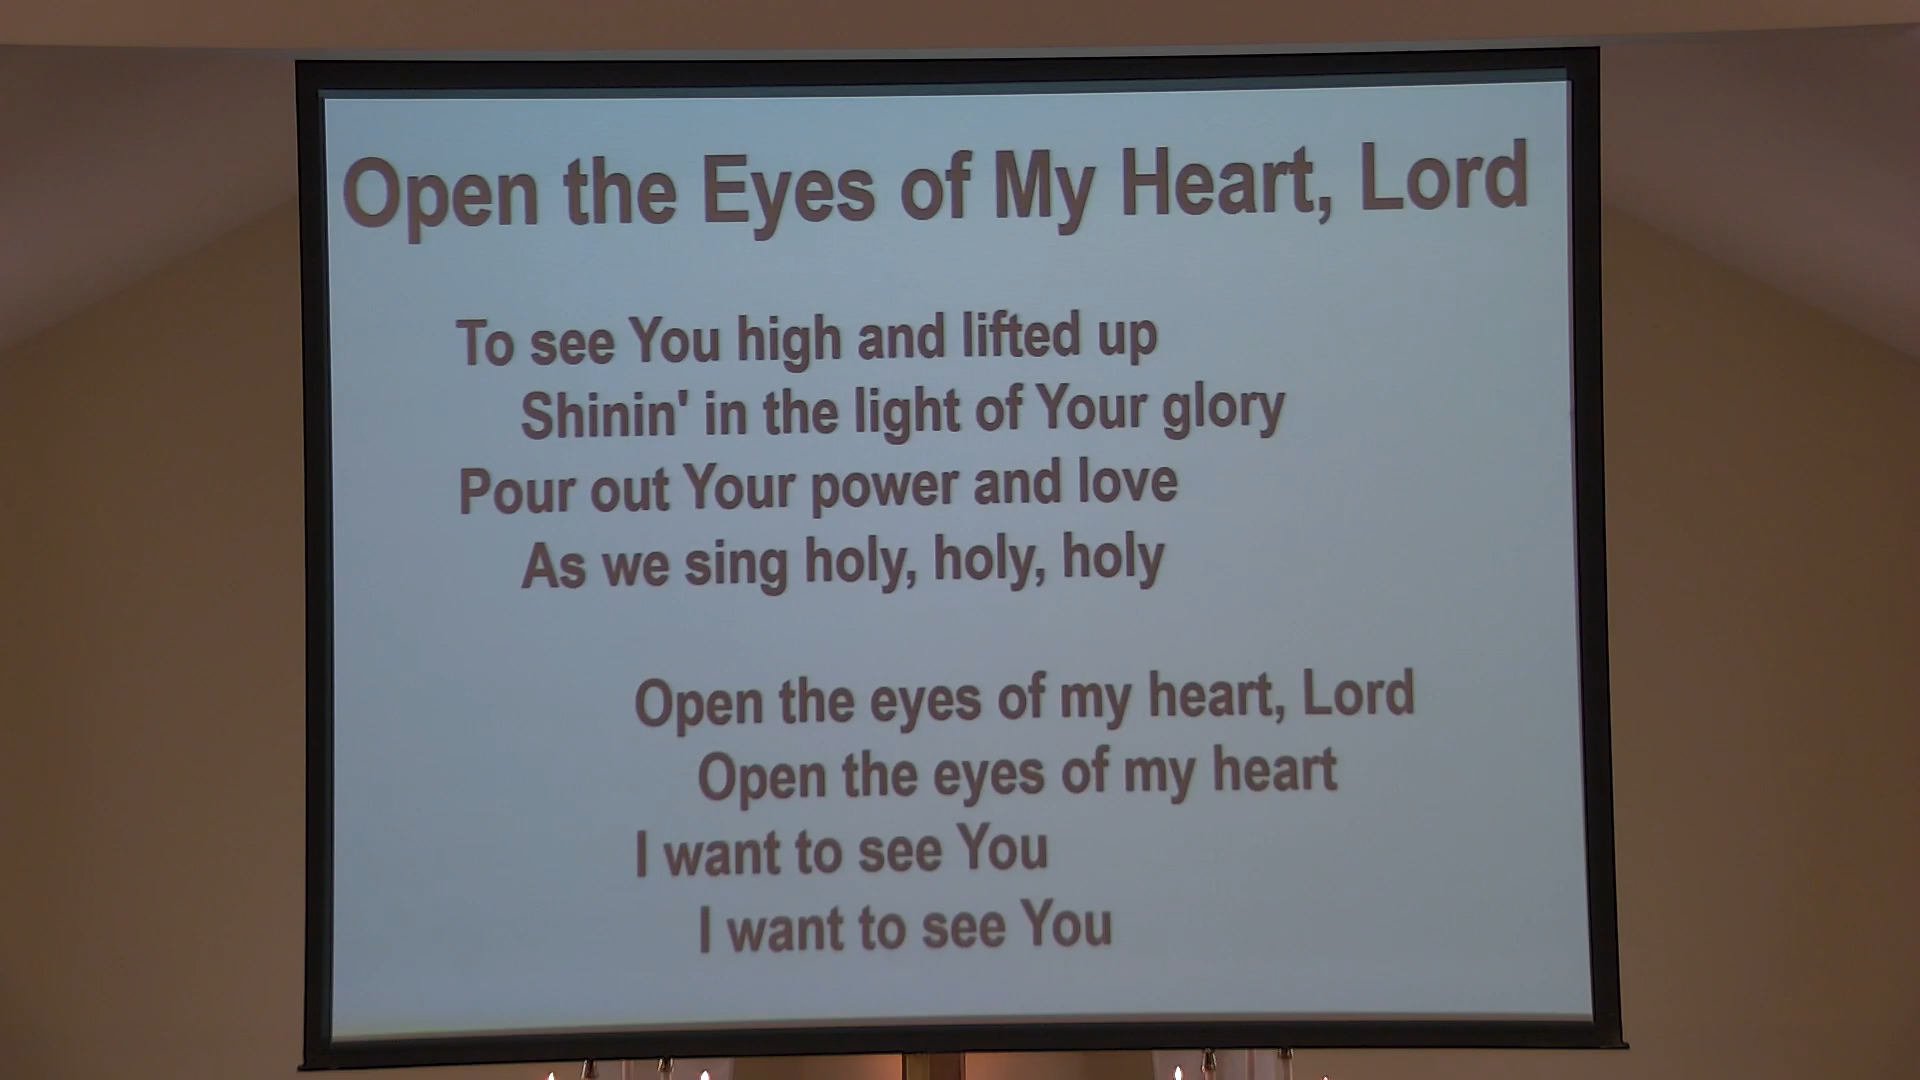 Open the Eyes of My Heart, Lord
To see You high and lifted up
Shinin' in the light of Your glory
Pour out Your power and love
As we sing holy, holy, holy
Open the eyes of my heart, Lord
Open the eyes of my heart
I want to see You
I want to see You